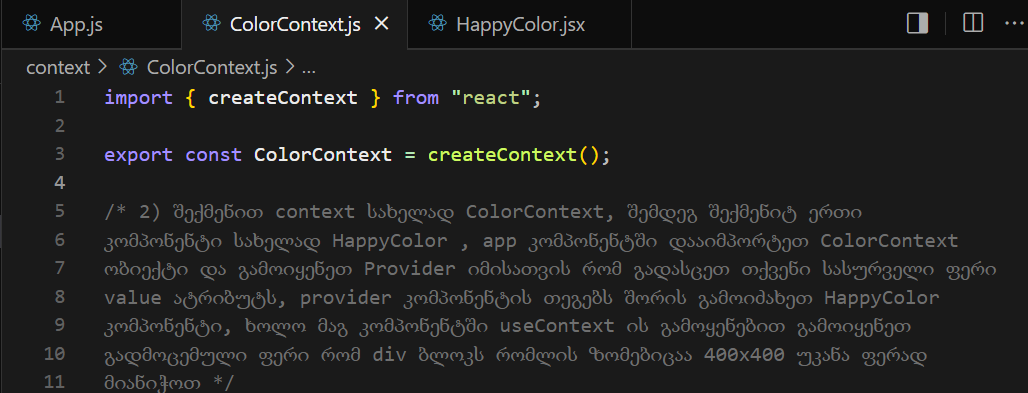 App.js ColorContext.js HappyColor.jsx
context > ColorContext.js > ...
1 import { createContext } from "react";
2
3 export const ColorContext = createContext();
4
5 /* 2) შექმენით context სახელად ColorContext, შემდეგ შექმენიტ ერთი
6 კომპონენტი სახელად HappyColor , app კომპონენტში დააიმპორტეთ ColorContext
7 ობიექტი და გამოიყენეთ Provider იმისათვის რომ გადასცეთ თქვენი სასურველი ფერი
8 value ატრიბუტს, provider კომპონენტის თეგებს შორის გამოიძახეთ HappyColor
9 კომპონენტი, ხოლო მაგ კომპონენტში useContext ის გამოყენებით გამოიყენეთ
10 გადმოცემული ფერი რომ div ბლოკს რომლის ზომებიცაა 400x400 უკანა ფერად
11 მიანიჭოთ */